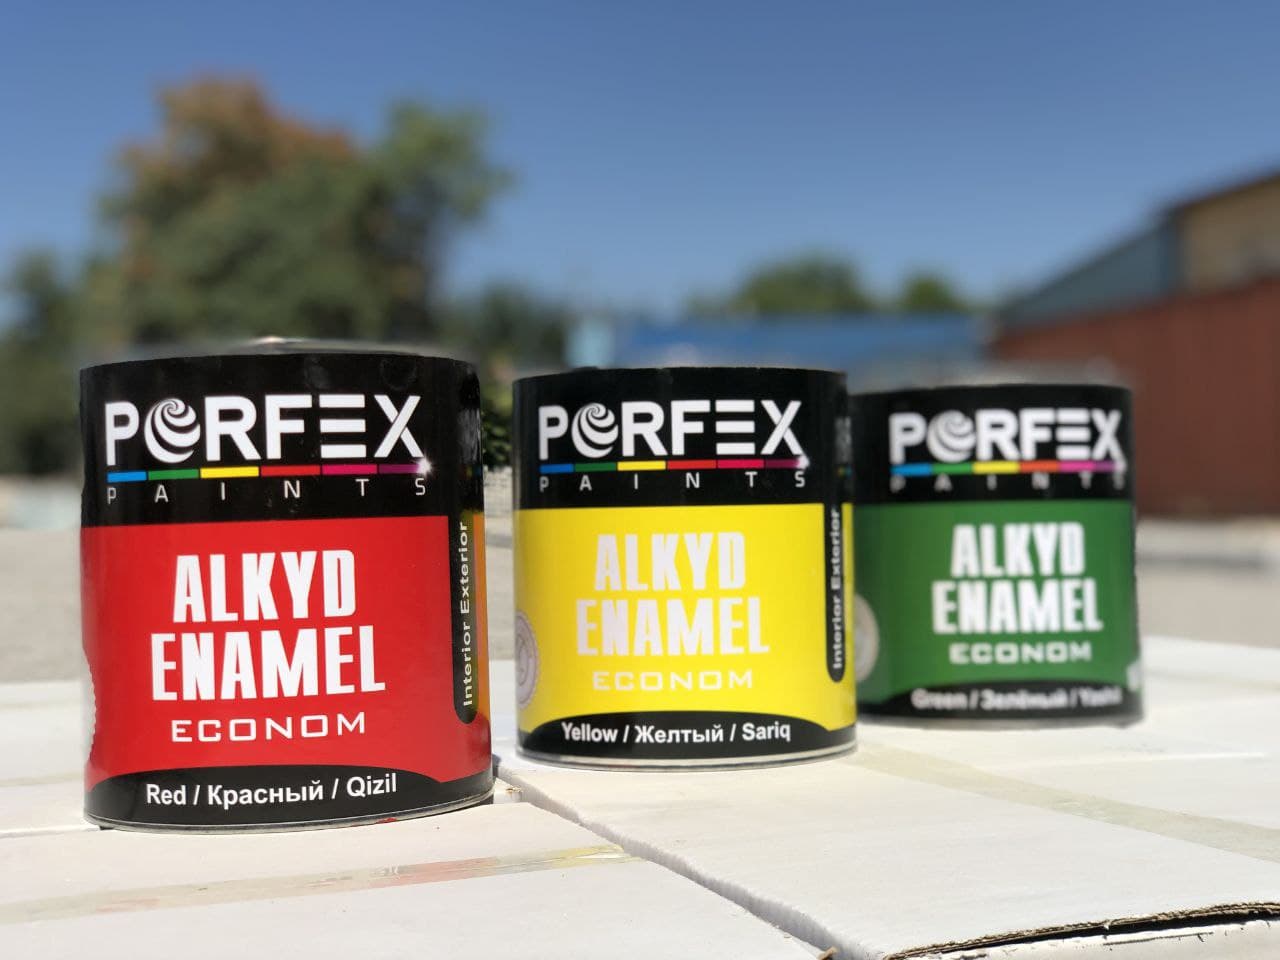 PORFEX
PAINTS
ALKYD
ENAMEL
ECONOM
Interior Exterior
Red / Красный / Qizil
PORFEX
PAINTS
ALKYD
ENAMEL
ECONOM
Interior Exterior
Yellow / Желтый / Sariq
PORFEX
PAINTS
ALKYD
ENAMEL
ECONOM
Green / Зелёный / Yashil